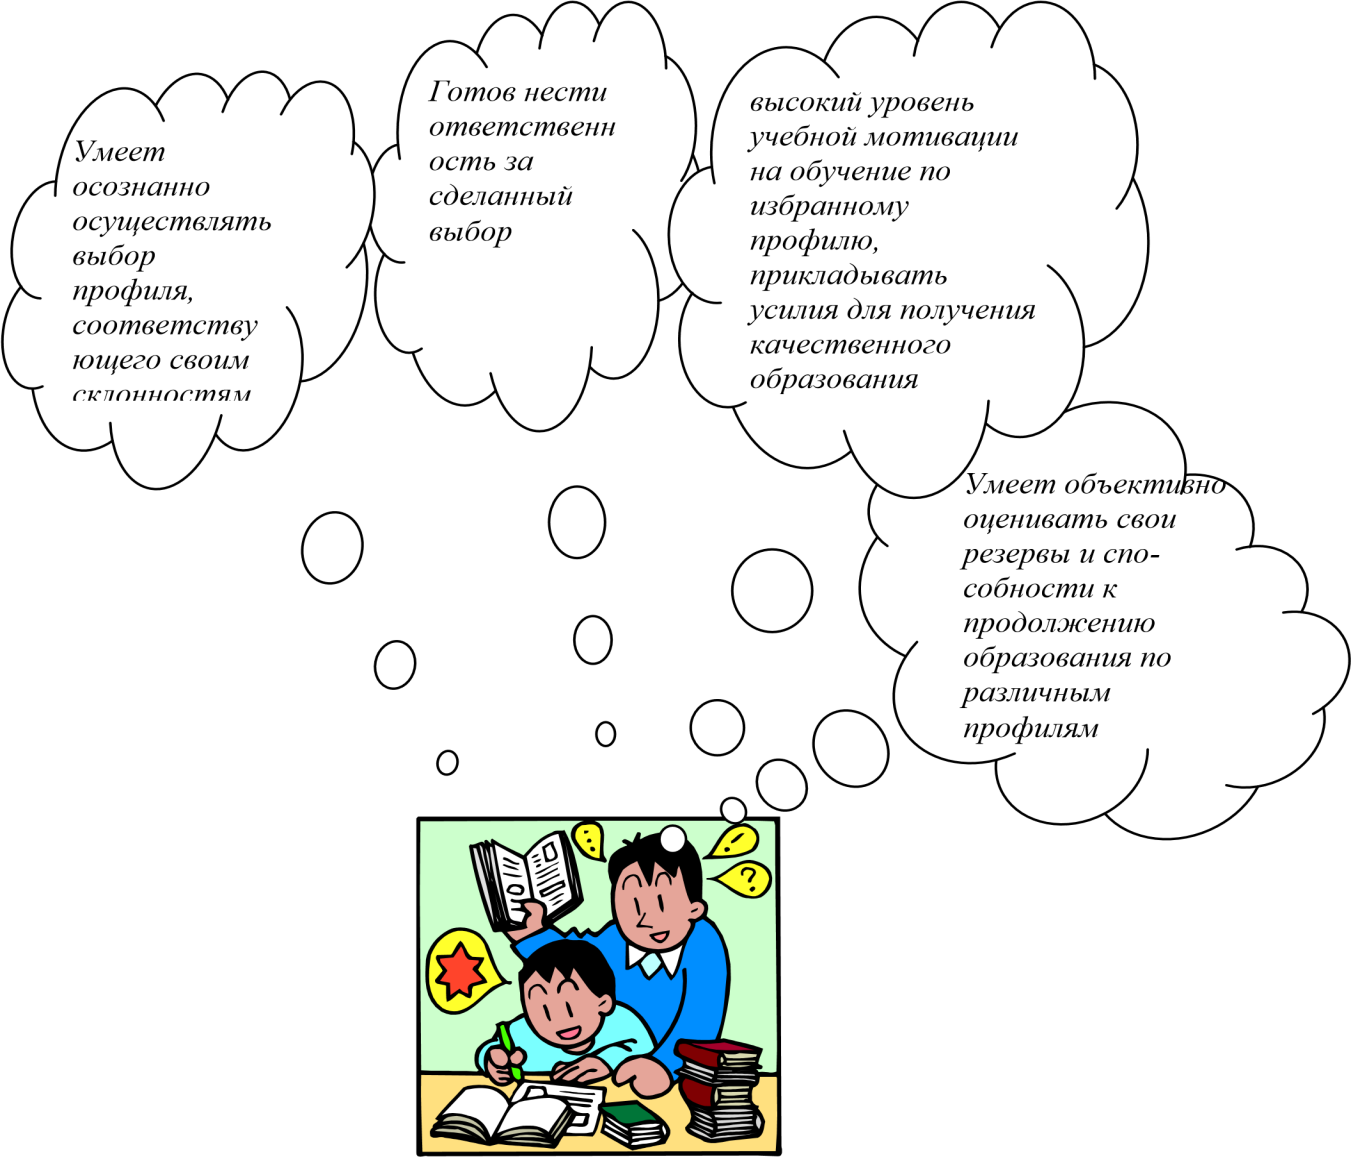 Умеет
осознанно
осуществлять
выбор
профиля,
соответству
ющего своим
склонностям
Готов нести
ответственн
ость за
сделанный
выбор
высокий уровень
учебной мотивации
на обучение по
избранному
профилю,
прикладывать
усилия для получения
качественного
образования
Умеет объективно
оценивать свои
резервы и спо-
собности к
продолжению
образования по
различным
профилям
!
?